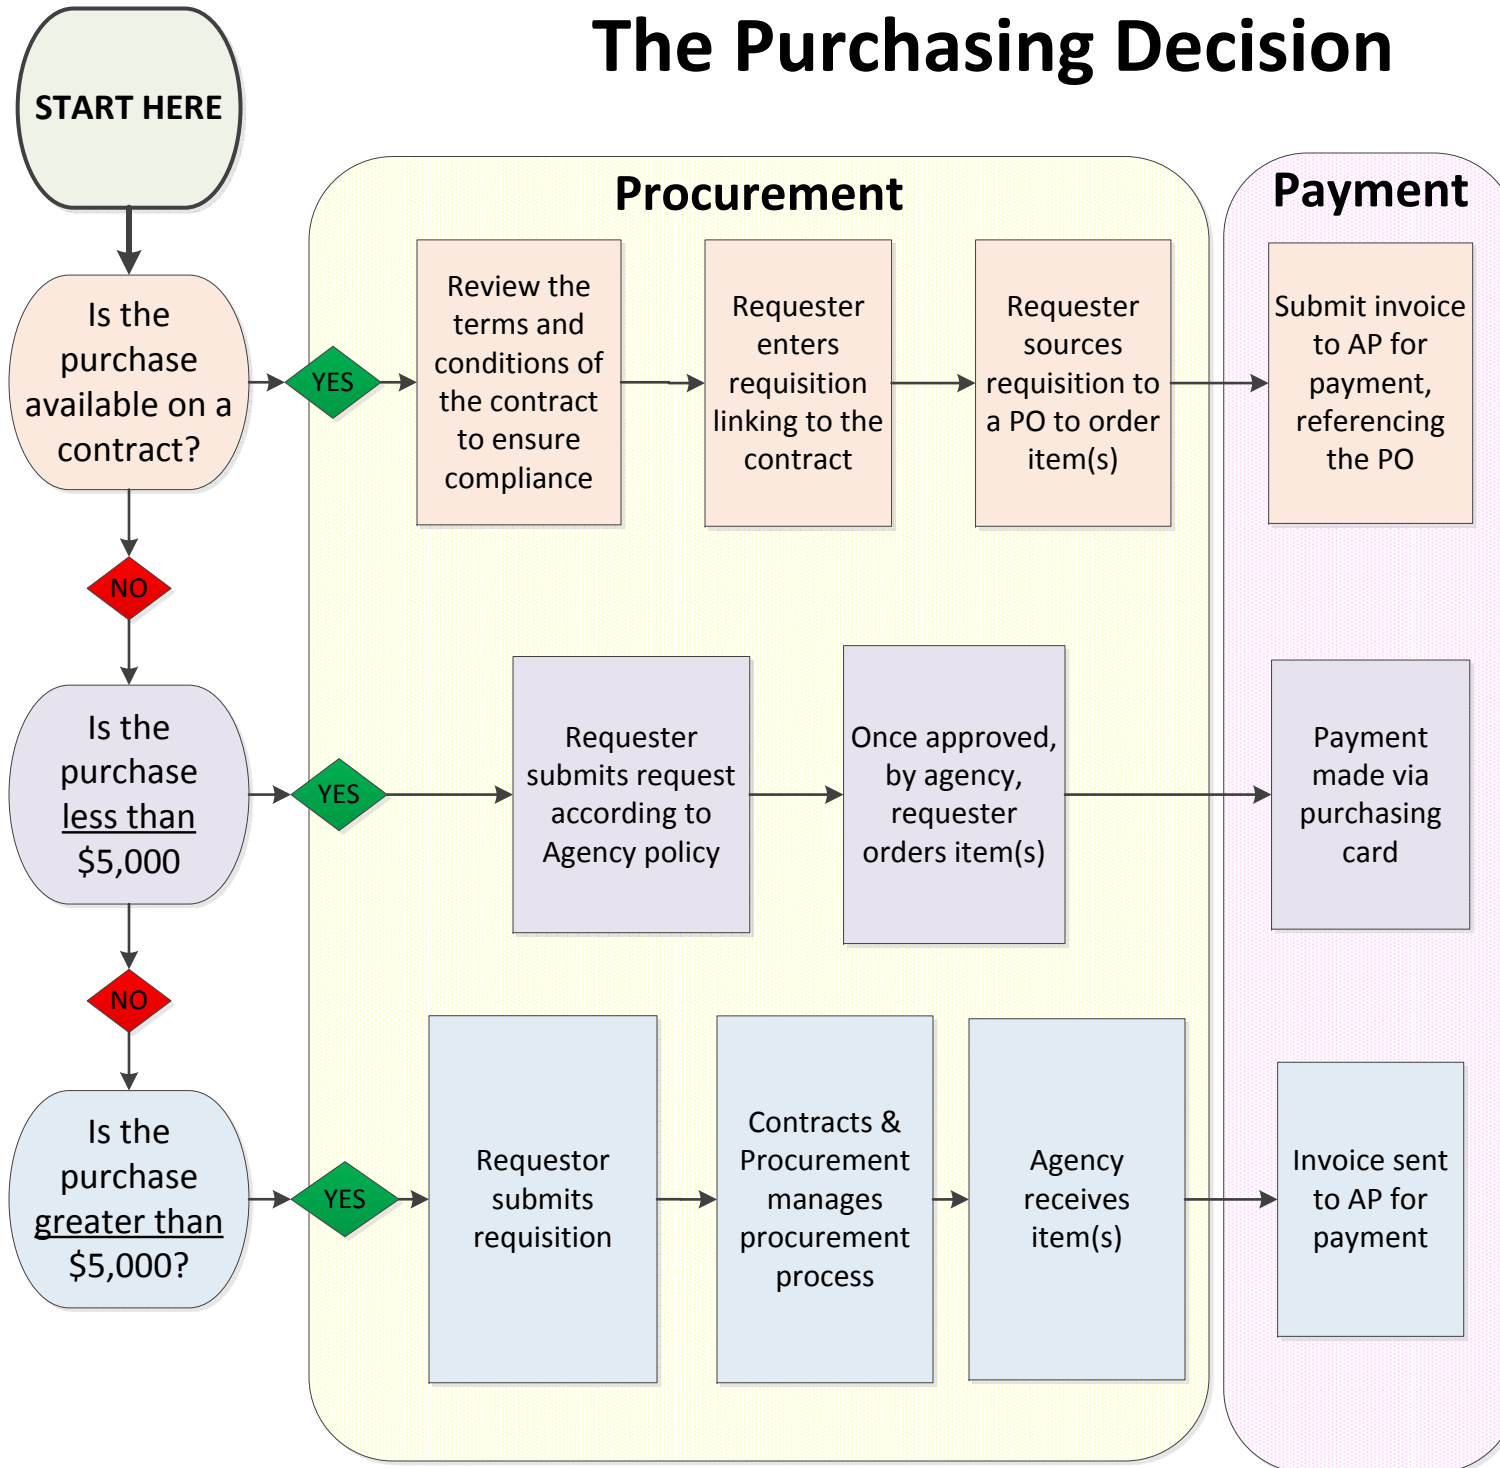 The Purchasing Decision
START HERE
Procurement
Payment
Is the
purchase
available on a
contract?
YES
Review the
terms and
conditions of
the contract
to ensure
compliance
Requester
enters
requisition
linking to the
contract
Requester
sources
requisition to
a PO to order
item(s)
Submit invoice
to AP for
payment,
referencing
the PO
NO
Is the
purchase
less than
$5,000
YES
Requester
submits request
according to
Agency policy
Once approved,
by agency,
requester
orders item(s)
Payment
made via
purchasing
card
NO
Is the
purchase
greater than
$5,000?
YES
Requestor
submits
requisition
Contracts &
Procurement
manages
procurement
process
Agency
receives
item(s)
Invoice sent
to AP for
payment